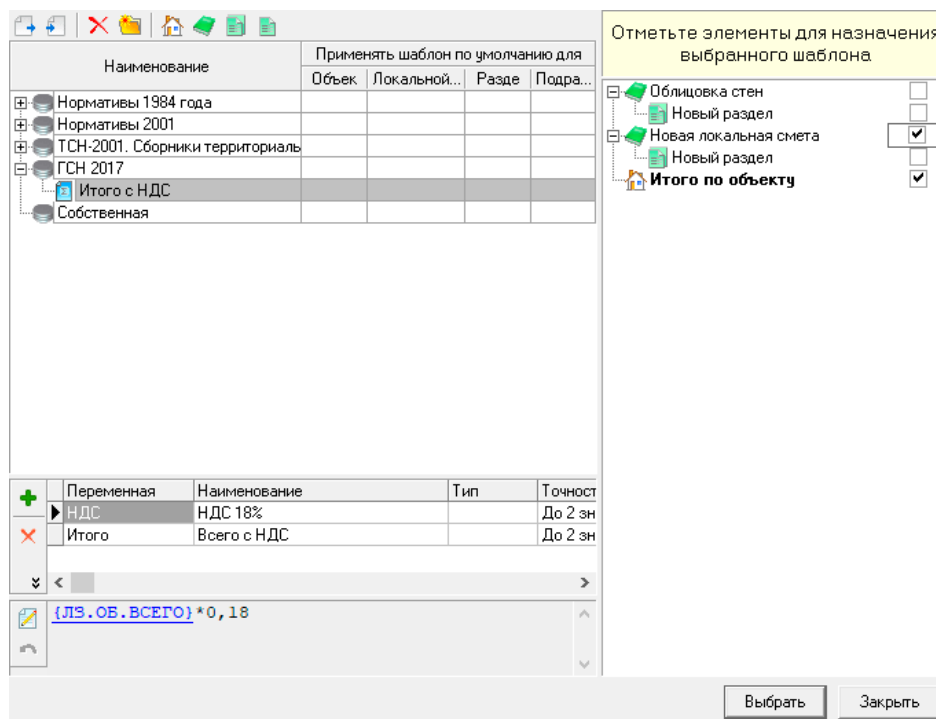 Отметьте элементы для назначения
выбранного шаблона
Наименование
Применять шаблон по умолчанию для
Объек Локальной... Разде Подра...
Нормативы 1984 года
Нормативы 2001
ТСН-2001. Сборники территориаль
ГСН 2017
Итого с НДС
Собственная
Облицовка стен
Новый раздел
Новая локальная смета
Новый раздел
Итого по объекту
Переменная Наименование Тип Точност
НДС НДС 18% До 2 зн
Итого Всего с НДС До 2 зн
{ЛЗ.ОБ.ВСЕГО}*0,18
Выбрать Закрыть